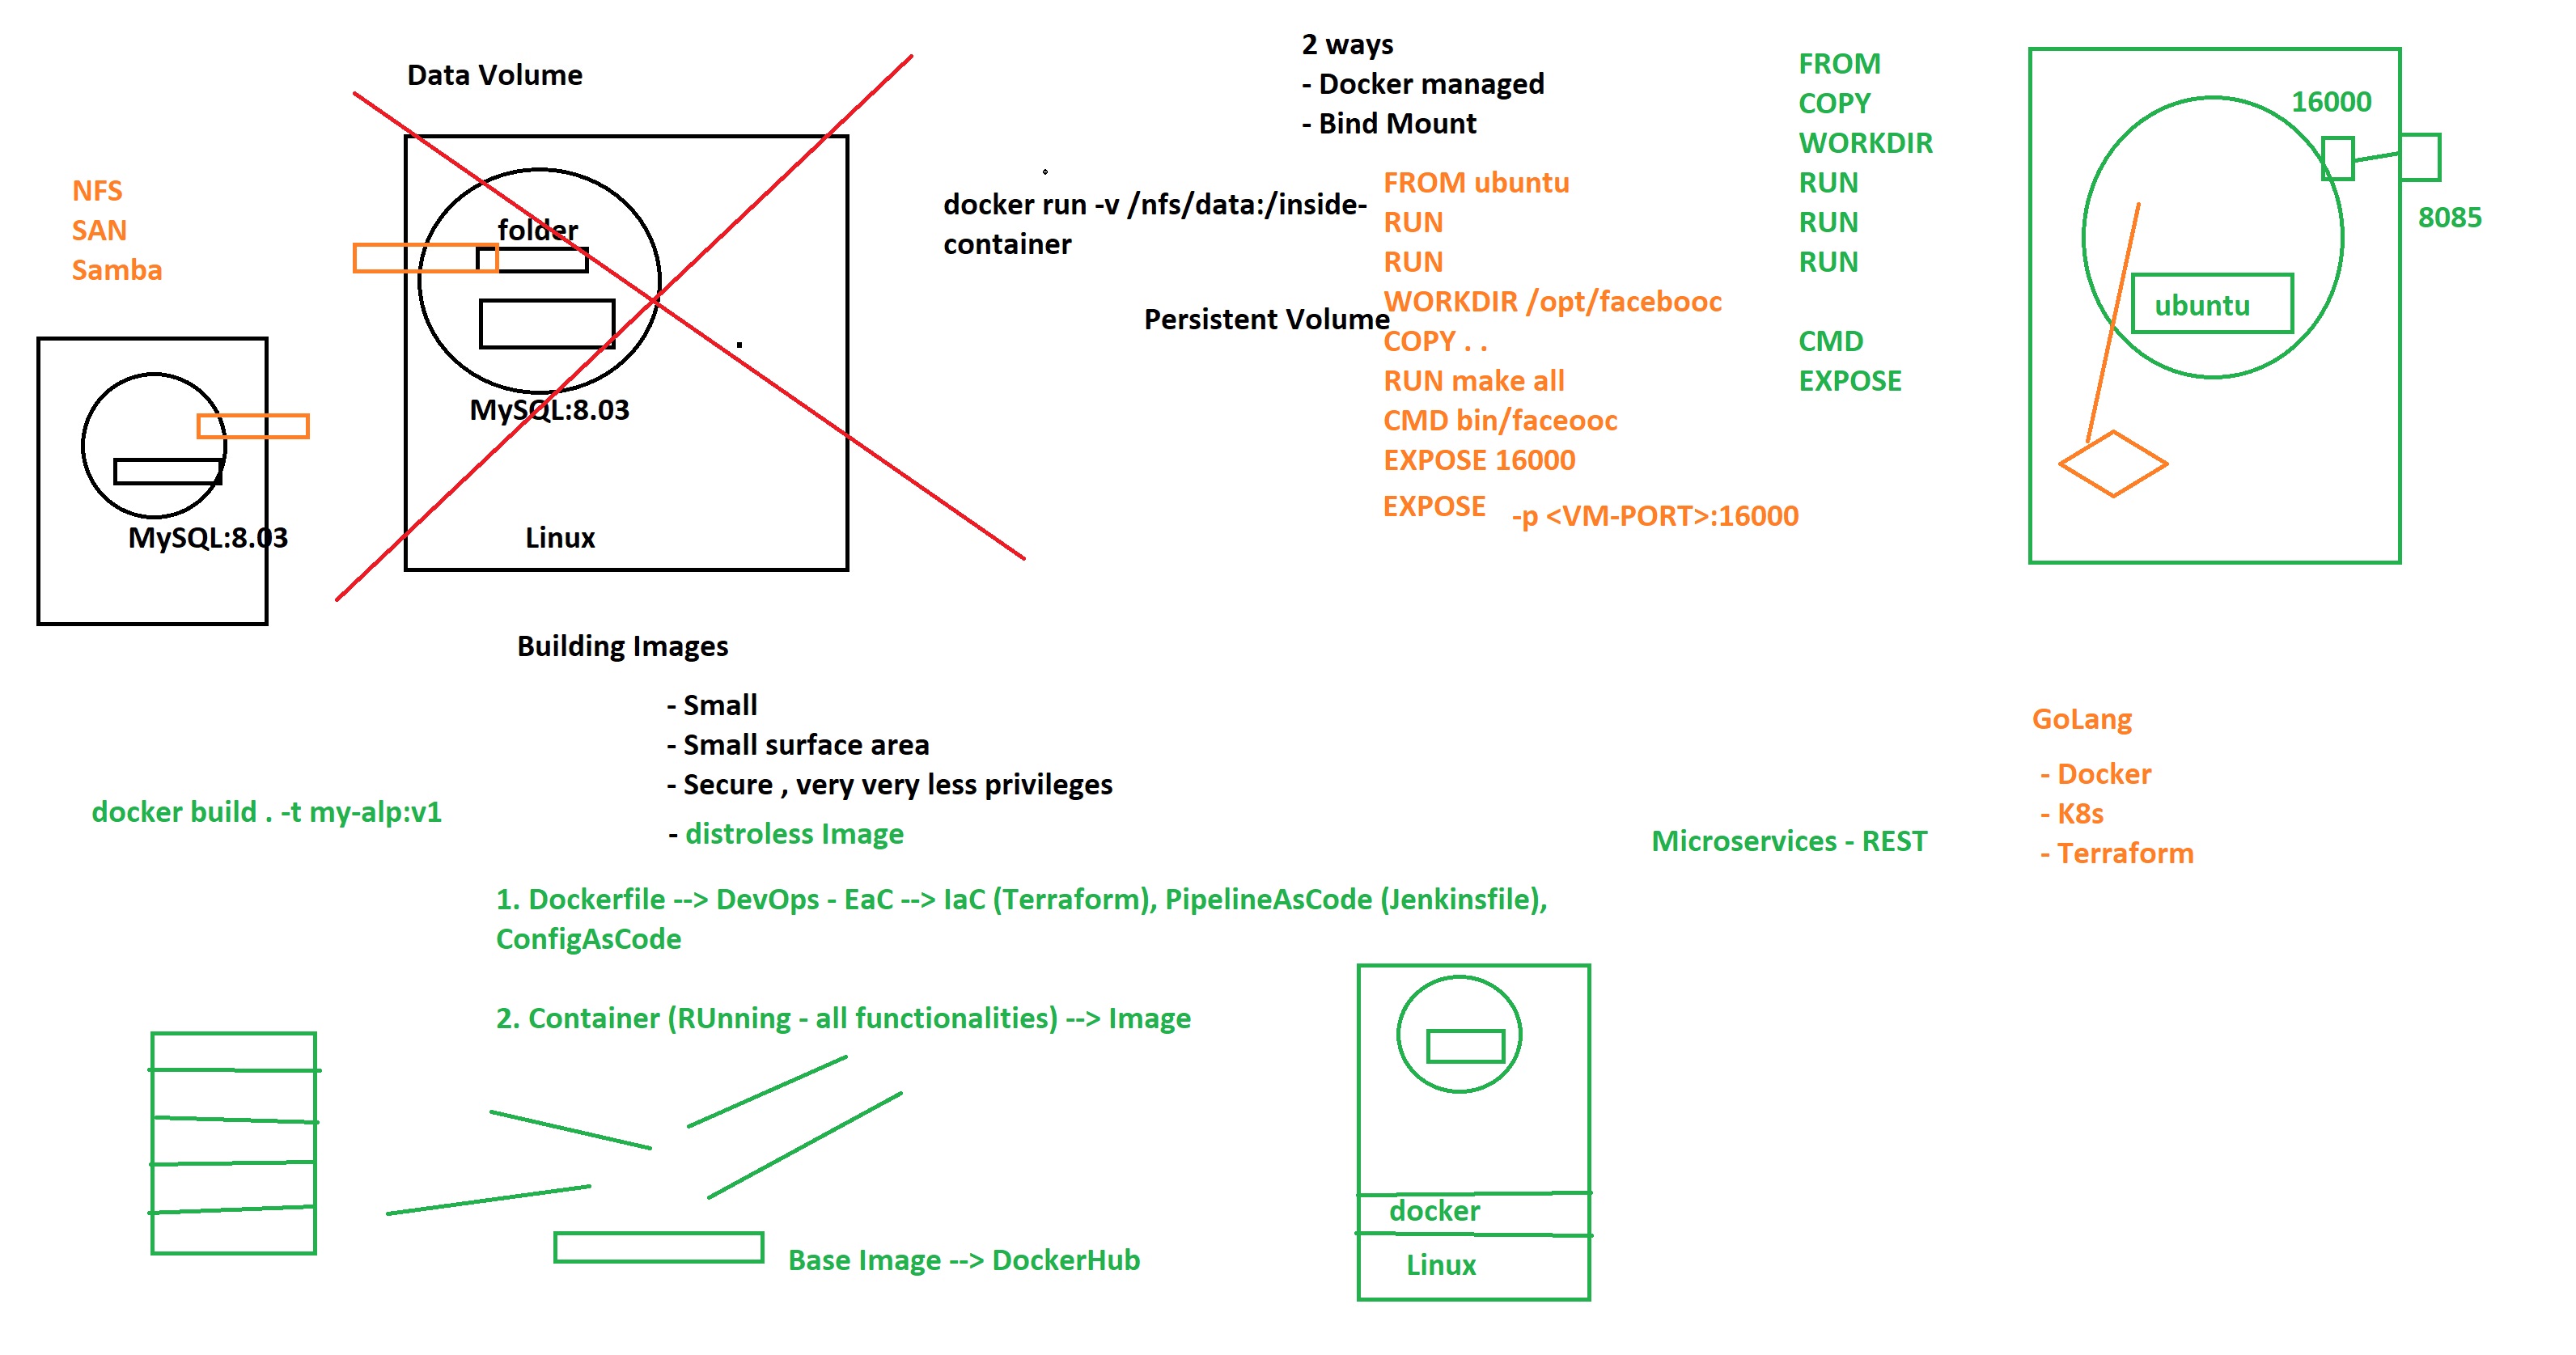 Data Volume
NFS
SAN
Samba
folder
MySQL:8.03
Linux
MySQL:8.03
2 ways
- Docker managed
- Bind Mount
docker run -v /nfs/data:/inside-
container
Persistent Volume
FROM ubuntu
RUN
RUN
WORKDIR /opt/facebooc
COPY . .
RUN make all
CMD bin/faceooc
EXPOSE 16000
EXPOSE
-p <VM-PORT>:16000
FROM
COPY
WORKDIR
RUN
RUN
RUN
CMD
EXPOSE
16000
8085
ubuntu
Building Images
- Small
- Small surface area
- Secure , very very less privileges
- distroless Image
docker build . -t my-alp:v1
Microservices - REST
GoLang
- Docker
- K8s
- Terraform
1. Dockerfile --> DevOps - EaC --> IaC (Terraform), PipelineAsCode (Jenkinsfile),
ConfigAsCode
2. Container (RUnning - all functionalities) --> Image
Base Image --> DockerHub
docker
Linux